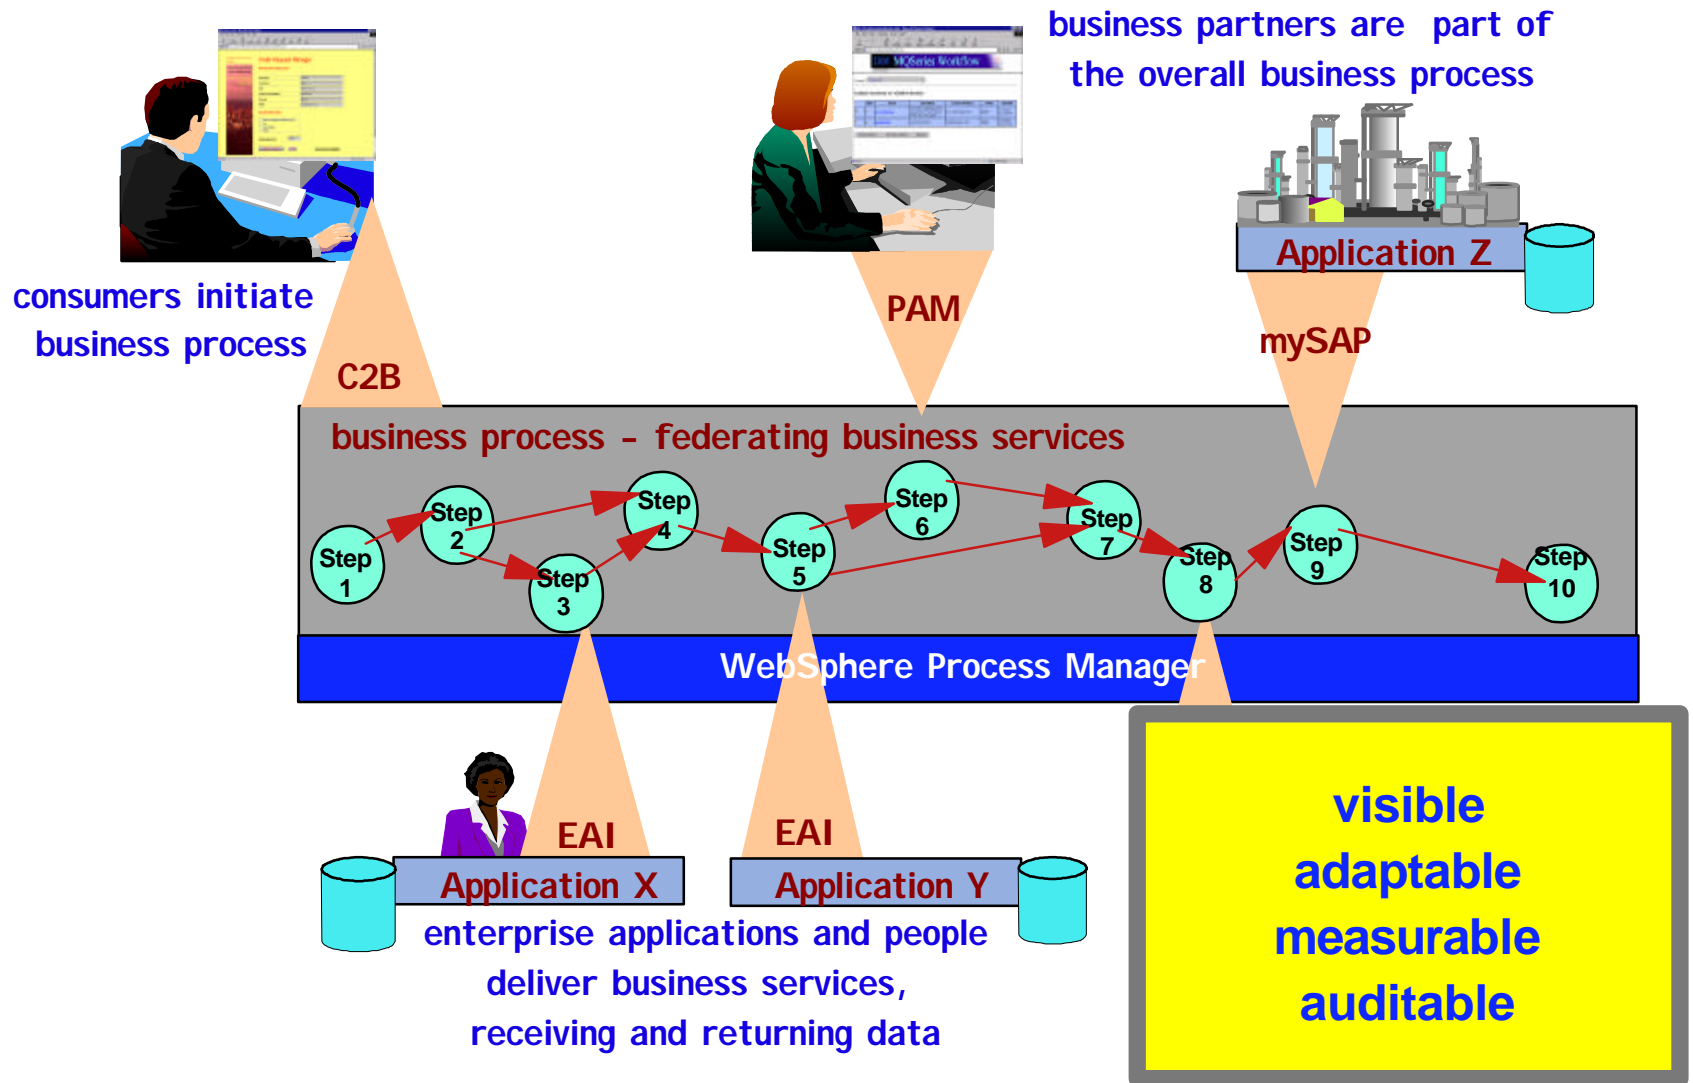 business partners are part of
the overall business process
MQSeries Workflow
Application Z
consumers initiate
business process
PAM
mySAP
C2B
business process - federating business services
Step
1
Step
2
Step
3
Step
4
Step
5
Step
6
Step
7
Step
8
Step
9
Step
10
WebSphere Process Manager
EAI
EAI
Application X
Application Y
enterprise applications and people
deliver business services,
receiving and returning data
visible
adaptable
measurable
auditable